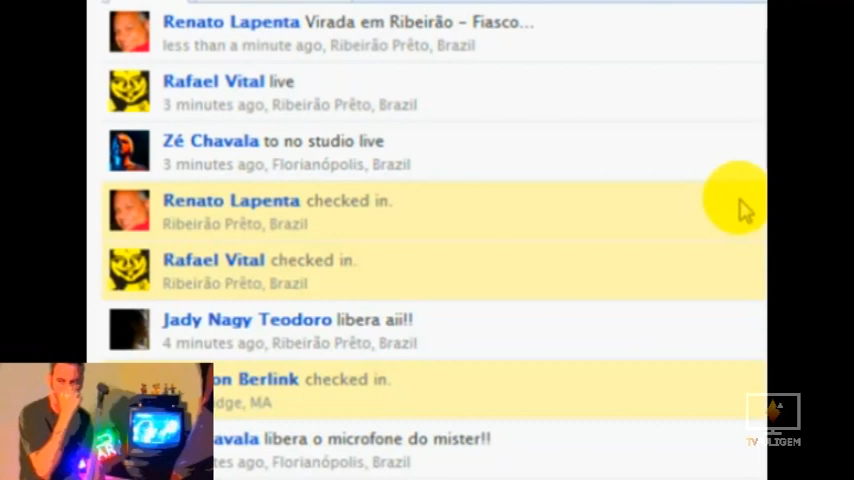 Renato Lapenta Virada em Ribeirão - Fiasco...
less than a minute ago, Ribeirão Prêto, Brazil
Rafael Vital live
3 minutes ago, Ribeirão Prêto, Brazil
Zé Chavala to no studio live
3 minutes ago, Florianópolis, Brazil
Renato Lapenta checked in.
Ribeirão Prêto, Brazil
Rafael Vital checked in.
Ribeirão Prêto, Brazil
Jady Nagy Teodoro libera aii!!
4 minutes ago, Ribeirão Prêto, Brazil
on Berlink checked in.
dge, MA
avala libera o microfone do mister!!
tes ago, Florianópolis, Brazil